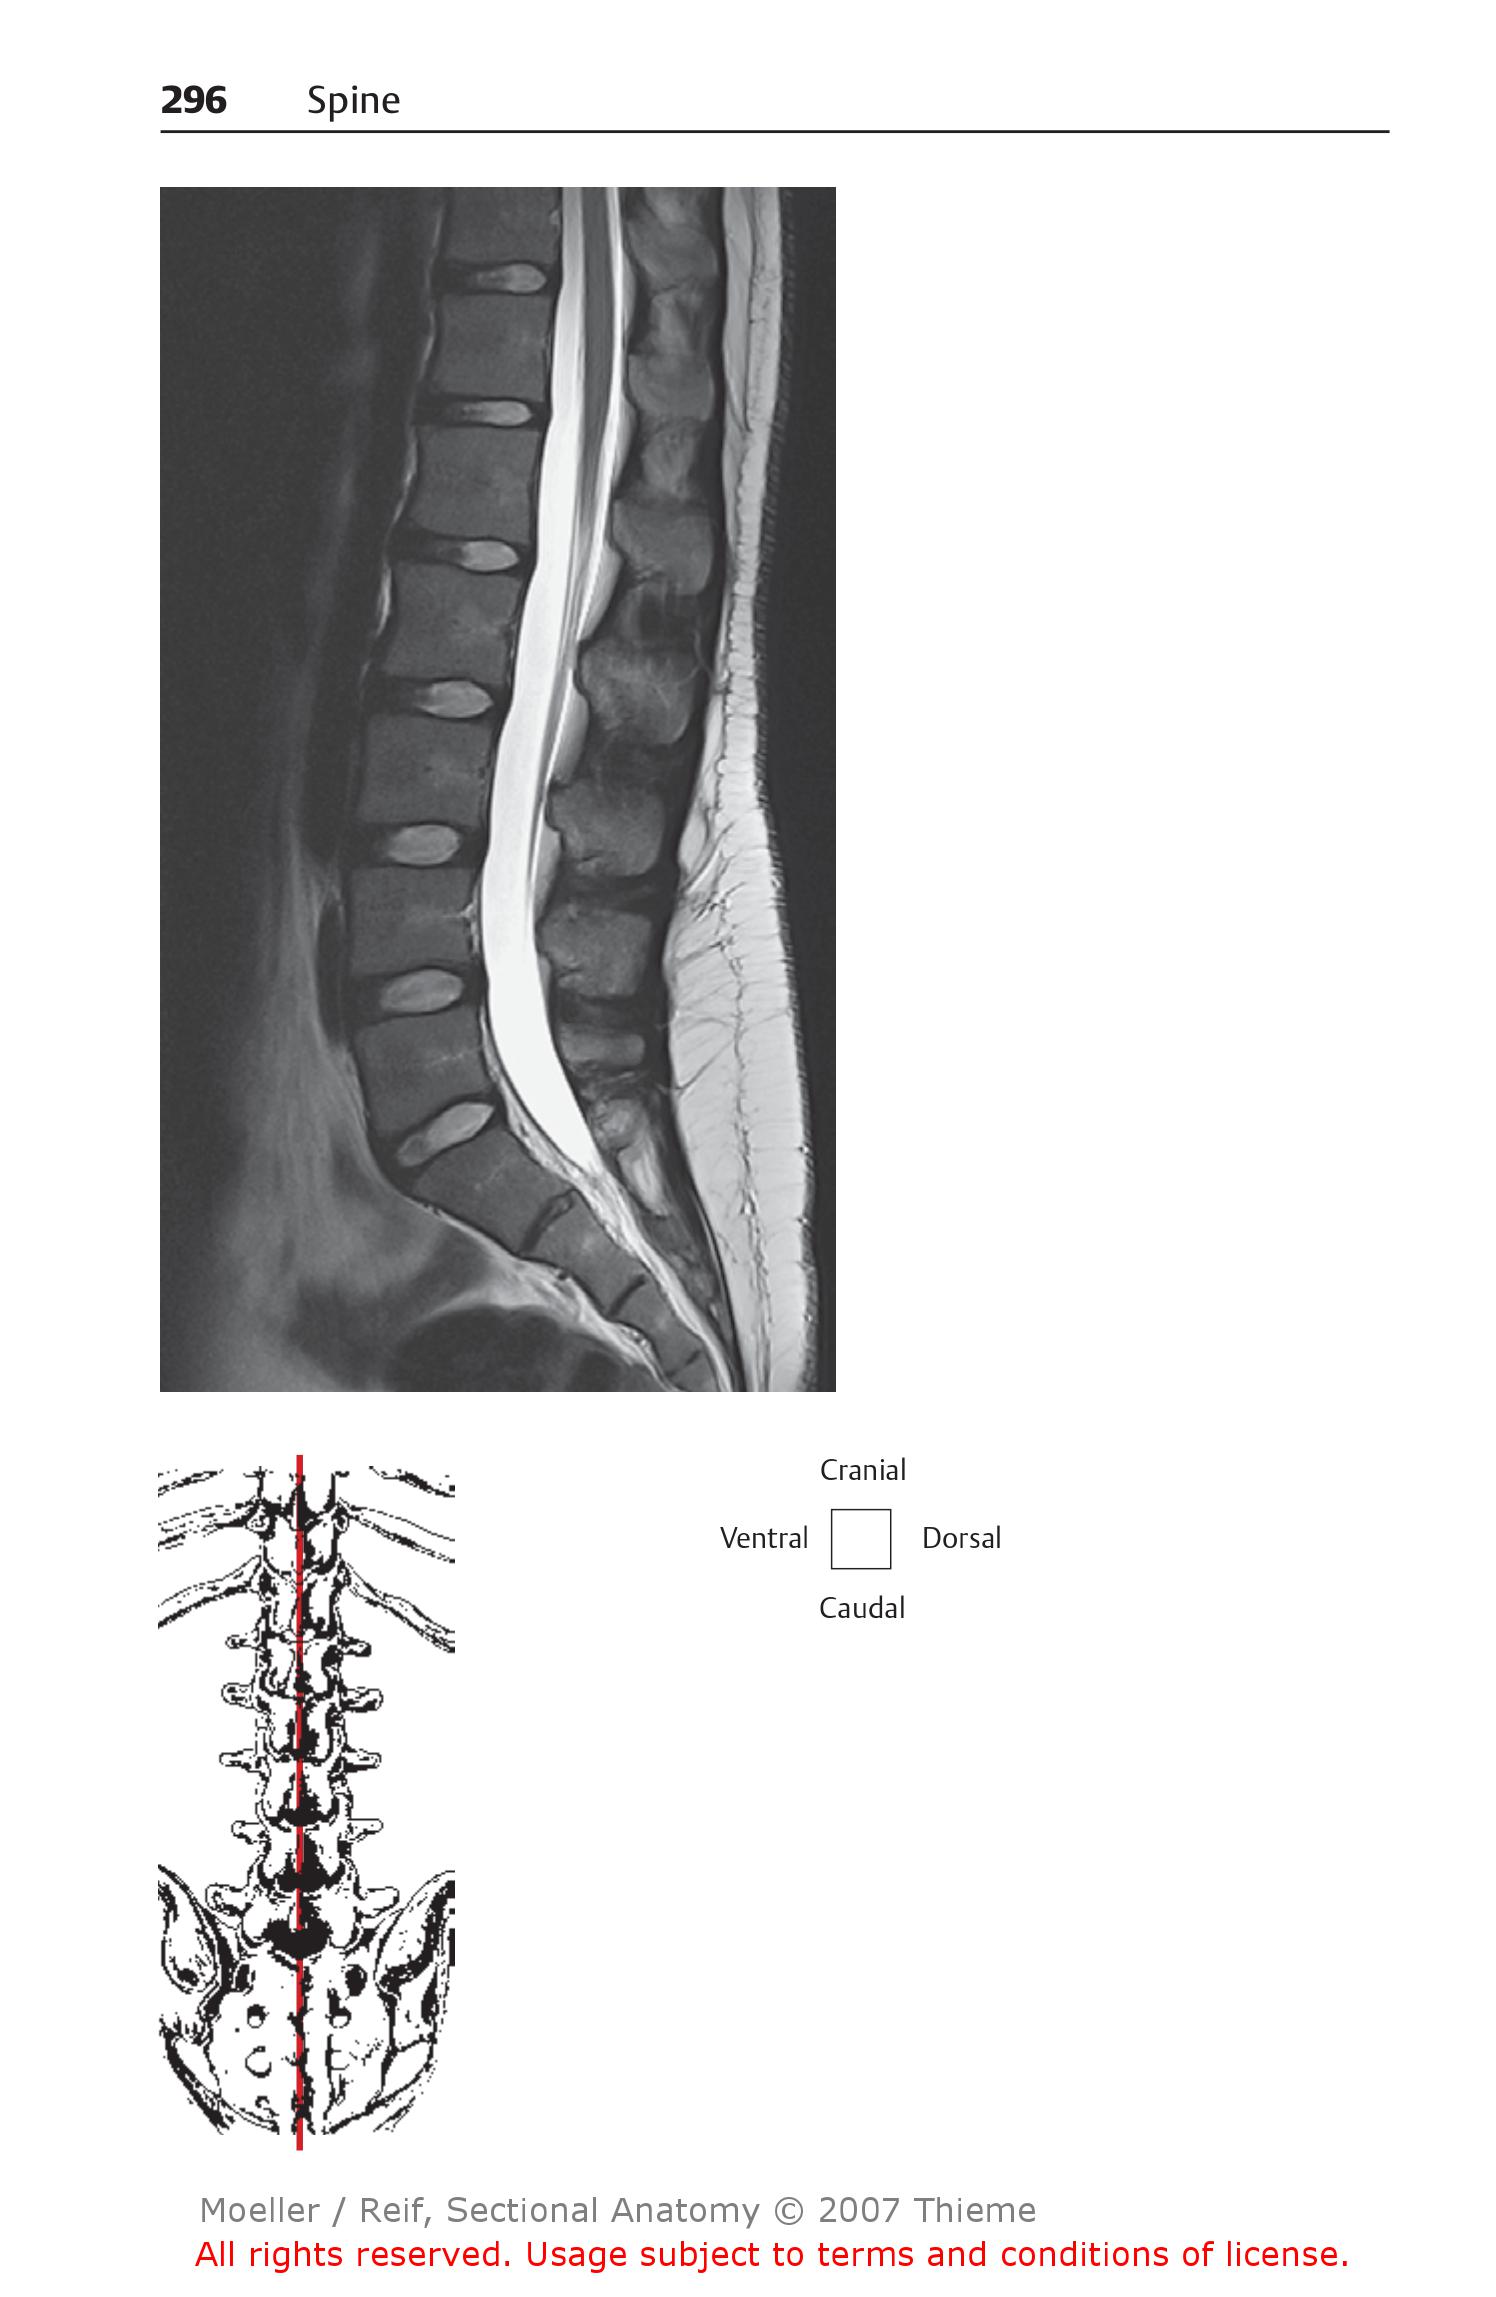 296 Spine
Cranial
Ventral Dorsal
Caudal
Moeller / Reif, Sectional Anatomy © 2007 Thieme
All rights reserved. Usage subject to terms and conditions of license.